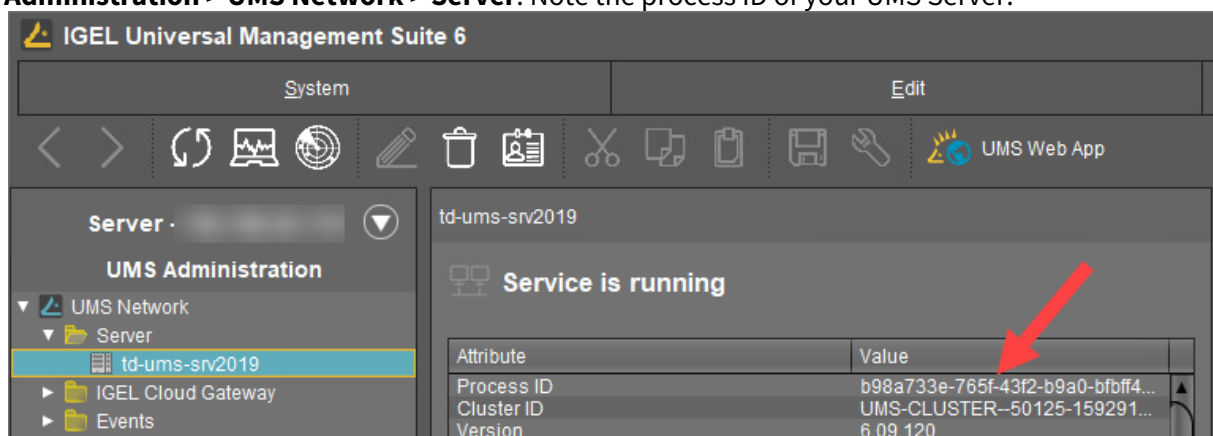 Administration > UMS Network > Server. Note the process ID of your UMS Server.
IGEL Universal Management Suite 6
System
Edit
UMS Web App
Server -
td-ums-srv2019
UMS Administration
Service is running
UMS Network
Server
td-ums-srv2019
IGEL Cloud Gateway
Events
Attribute Value
Process ID b98a733e-765f-43f2-b9a0-bfbff4...
Cluster ID UMS-CLUSTER--50125-159291...
Version 6.09.120